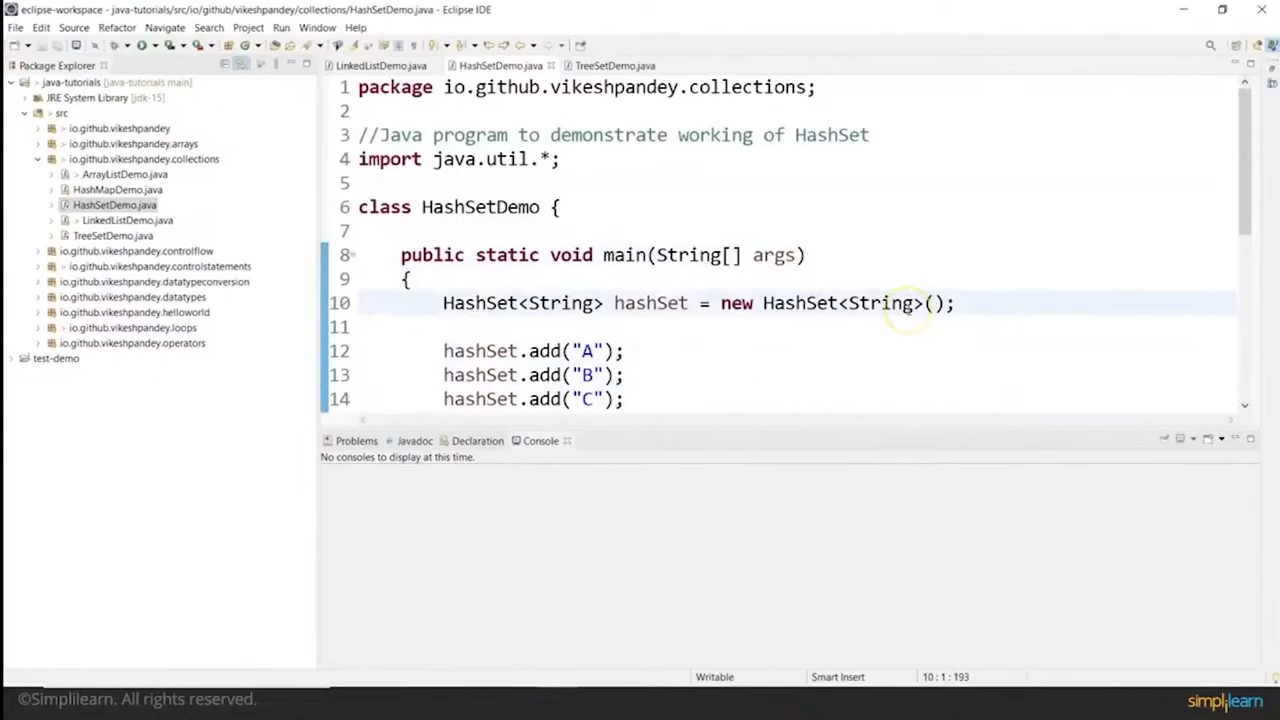 eclipse-workspace - java-tutorials/src/io/github/vikeshpandey/collections/HashSetDemo.java - Eclipse IDE
File Edit Source Refactor Navigate Search Project Run Window Help
Package Explorer
java-tutorials [java-tutorials main]
JRE System Library [jdk-15]
src
io.github.vikeshpandey
io.github.vikeshpandey.arrays
io.github.vikeshpandey.collections
> ArrayListDemo.java
HashMapDemo.java
HashSetDemo.java
> LinkedListDemo.java
TreeSetDemo.java
io.github.vikeshpandey.controlflow
io.github.vikeshpandey.controlstatements
io.github.vikeshpandey.datatypeconversion
io.github.vikeshpandey.datatypes
io.github.vikeshpandey.helloworld
> io.github.vikeshpandey.loops
io.github.vikeshpandey.operators
test-demo
LinkedListDemo.java HashSetDemo.java TreeSetDemo.java
1 package io.github.vikeshpandey.collections;
2
3 //Java program to demonstrate working of HashSet
4 import java.util.*;
5
6 class HashSetDemo {
7
8 public static void main(String[] args)
9 {
10 HashSet<String> hashSet = new HashSet<String>();
11
12 hashSet.add("A");
13 hashSet.add("B");
14 hashSet.add("C");
Problems Javadoc Declaration Console
No consoles to display at this time.
Writable Smart Insert 10 : 1 : 193
©Simplilearn. All rights reserved.
simplilearn